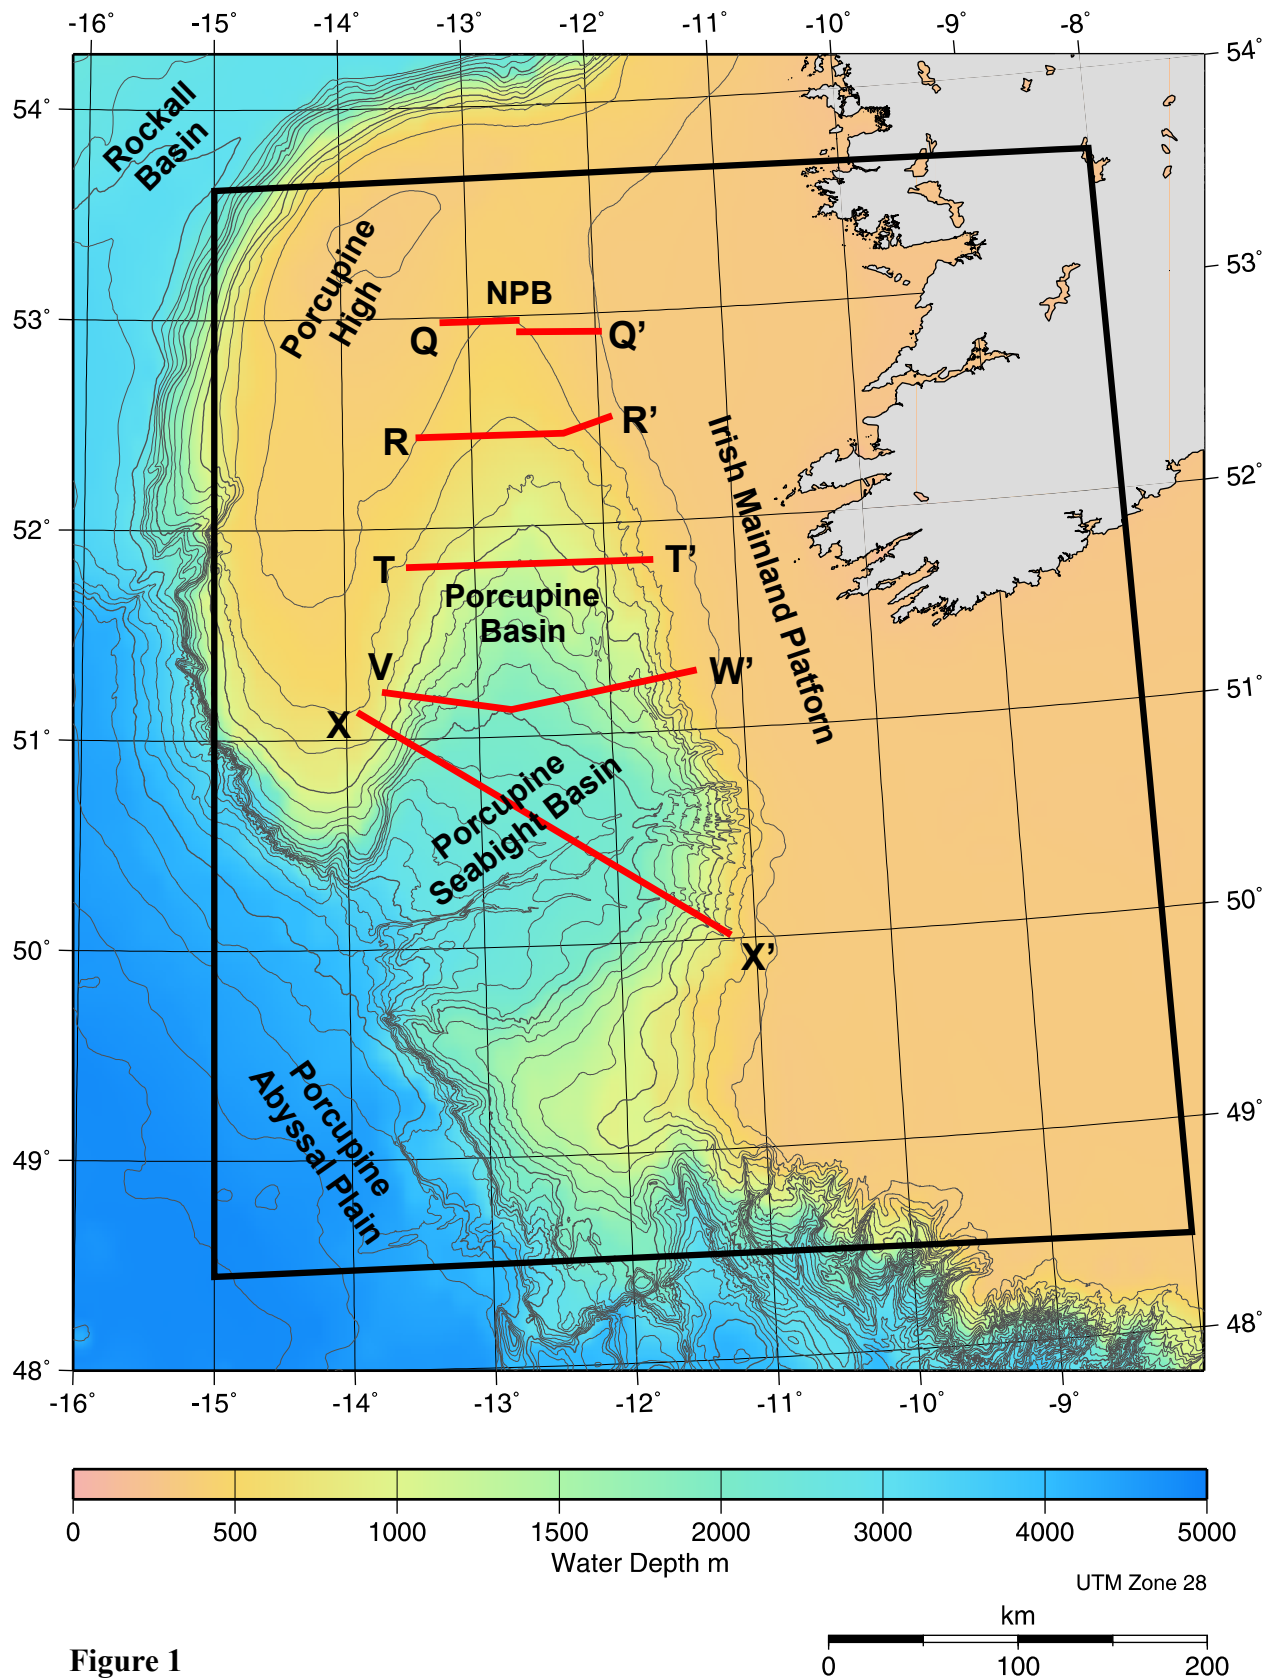 -16° -15° -14° -13° -12° -11° -10° -9° -8°
54°
54°
Rockall
Basin
Porcupine
High
53°
53°
NPB
Q Q’
R R’
52°
52°
T T’
Porcupine
Basin
Irish Mainland Platforn
V W’
51°
51°
X
Porcupine
Seabight Basin
50°
50°
X’
Porcupine
Abyssal Plain
49°
49°
48°
48°
-16° -15° -14° -13° -12° -11° -10° -9°
0 500 1000 1500 2000 3000 4000 5000
Water Depth m
UTM Zone 28
km
0 100 200
Figure 1